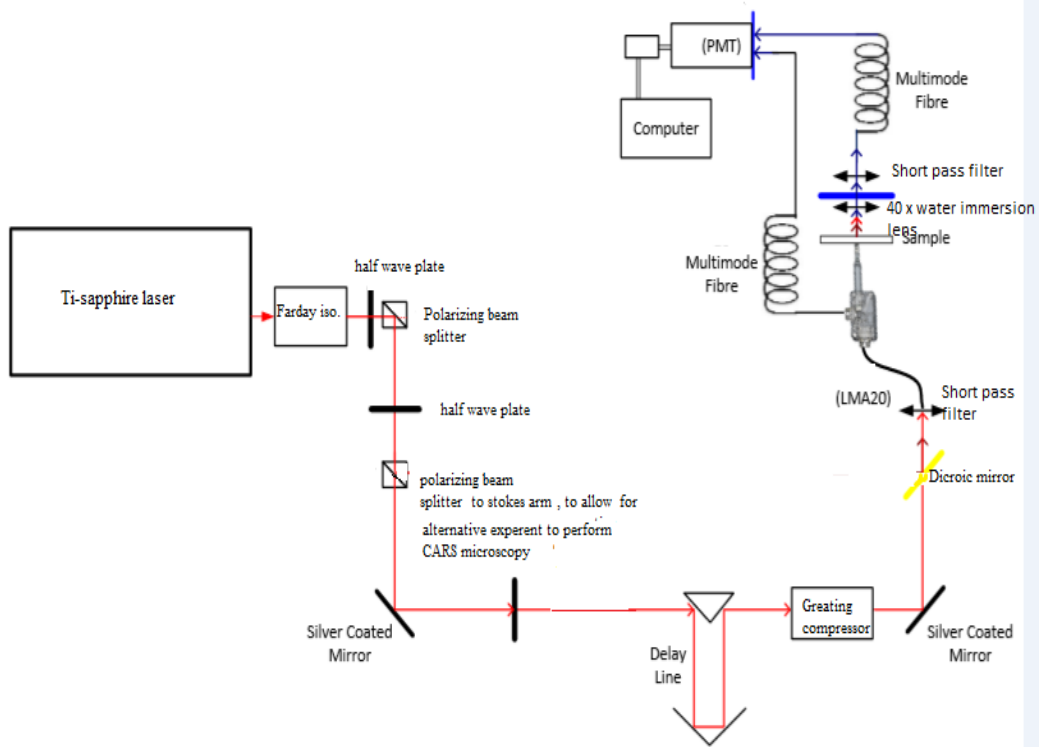 (PMT)
Multimode
Fibre
Computer
Short pass filter
40 x water immersion
lens
Sample
Multimode
Fibre
half wave plate
Ti-sapphire laser
Farday iso.
Polarizing beam
splitter
(LMA20)
Short pass
filter
half wave plate
Dicroic mirror
polarizing beam
splitter to stokes arm , to allow for
alternative experent to perform
CARS microscopy
Greating
compressor
Silver Coated
Mirror
Delay
Line
Silver Coated
Mirror